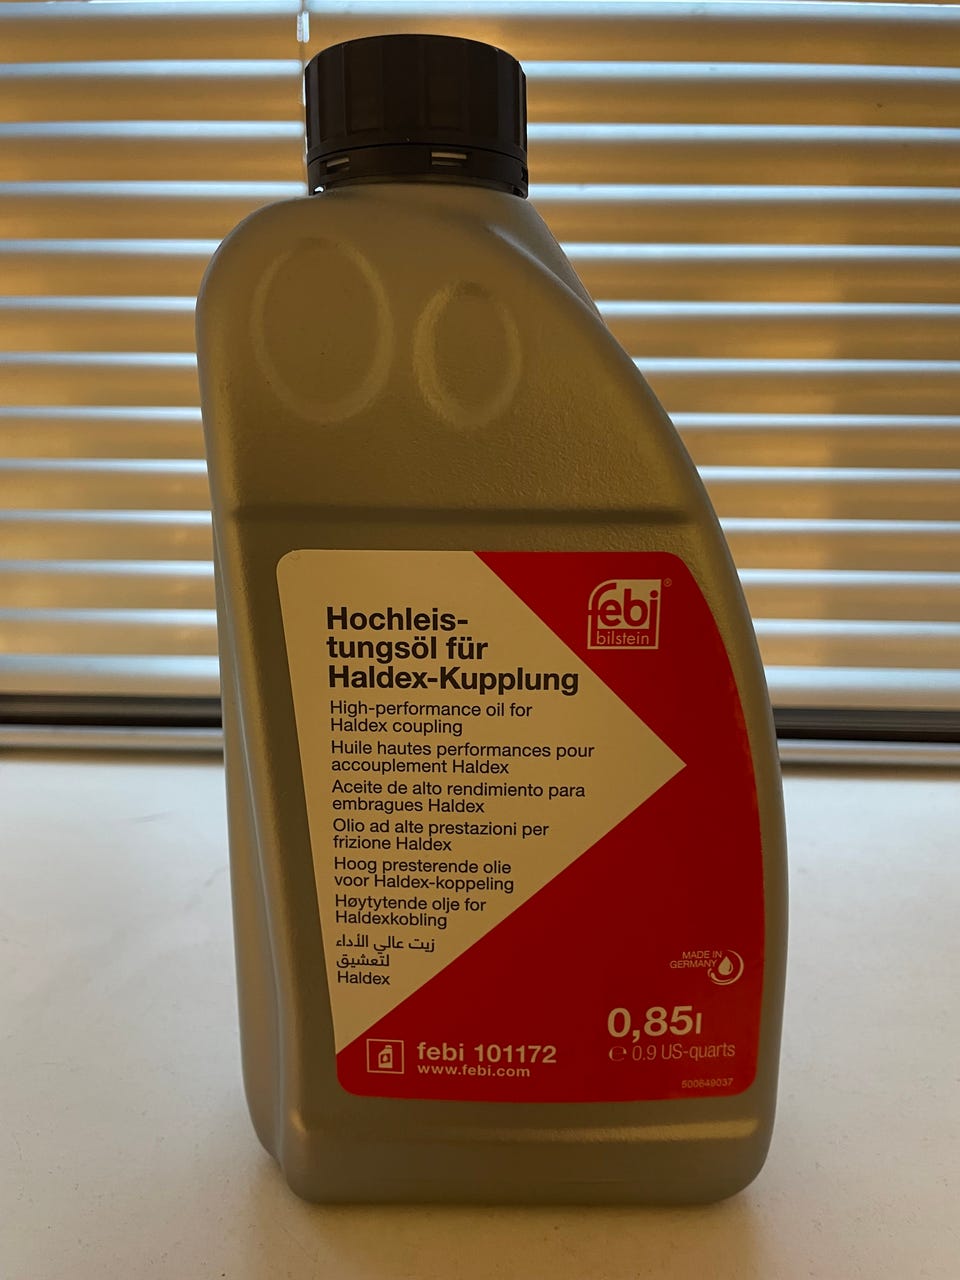 febi®
bilstein
Hochleis-
tungsöl für
Haldex-Kupplung
High-performance oil for
Haldex coupling
Huile hautes performances pour
accouplement Haldex
Aceite de alto rendimiento para
embragues Haldex
Olio ad alte prestazioni per
frizione Haldex
Hoog presterende olie
voor Haldex-koppeling
Høytytende olje for
Haldexkobling
زيت عالي الأداء
لتعشيق
Haldex
MADE IN
GERMANY
0,85l
℮ 0.9 US-quarts
febi 101172
www.febi.com
500649037